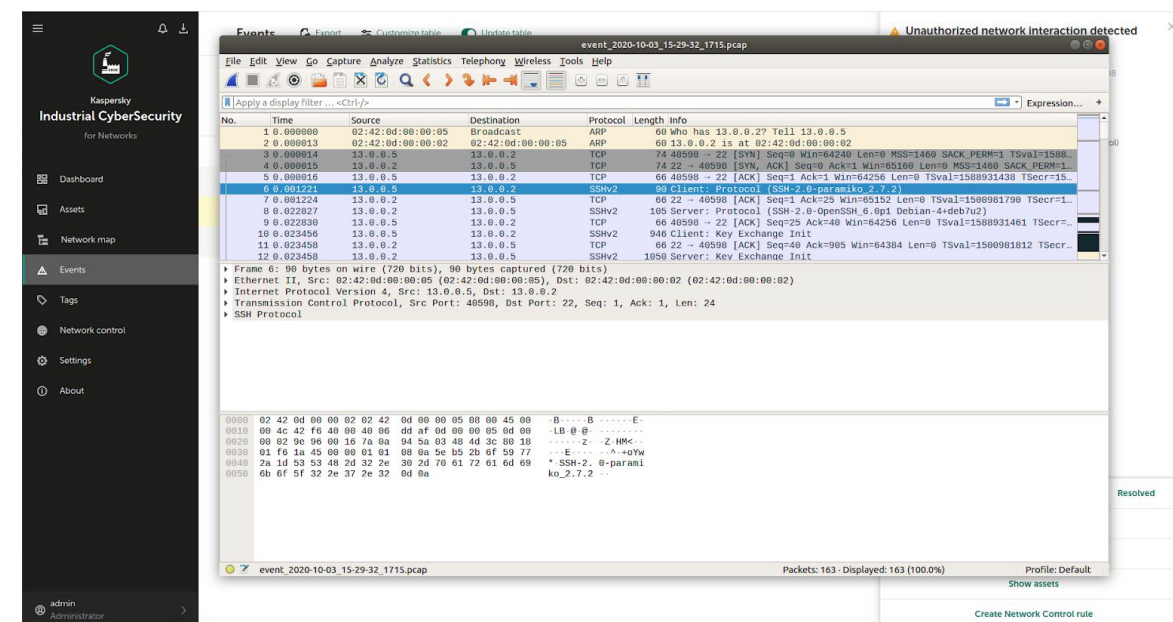 Events Export Customize table Update table
Unauthorized network interaction detected
Kaspersky
Industrial CyberSecurity
for Networks
Dashboard
Assets
Network map
Events
Tags
Network control
Settings
About
admin
Administrator
event_2020-10-03_15-29-32_1715.pcap
File Edit View Go Capture Analyze Statistics Telephony Wireless Tools Help
Apply a display filter ... <Ctrl-/> Expression... +
No. Time Source Destination Protocol Length Info
1 0.000000 02:42:0d:00:00:05 Broadcast ARP 60 Who has 13.0.0.2? Tell 13.0.0.5
2 0.000013 02:42:0d:00:00:02 02:42:0d:00:00:05 ARP 60 13.0.0.2 is at 02:42:0d:00:00:02
3 0.000014 13.0.0.5 13.0.0.2 TCP 74 40598 → 22 [SYN] Seq=0 Win=64240 Len=0 MSS=1460 SACK_PERM=1 TSval=1588…
4 0.000015 13.0.0.2 13.0.0.5 TCP 74 22 → 40598 [SYN, ACK] Seq=0 Ack=1 Win=65160 Len=0 MSS=1460 SACK_PERM=1…
5 0.000016 13.0.0.5 13.0.0.2 TCP 66 40598 → 22 [ACK] Seq=1 Ack=1 Win=64256 Len=0 TSval=1588931438 TSecr=15…
6 0.001221 13.0.0.5 13.0.0.2 SSHv2 90 Client: Protocol (SSH-2.0-paramiko_2.7.2)
7 0.001224 13.0.0.2 13.0.0.5 TCP 66 22 → 40598 [ACK] Seq=1 Ack=25 Win=65152 Len=0 TSval=1500981790 TSecr=1…
8 0.022827 13.0.0.2 13.0.0.5 SSHv2 105 Server: Protocol (SSH-2.0-OpenSSH_6.0p1 Debian-4+deb7u2)
9 0.022830 13.0.0.5 13.0.0.2 TCP 66 40598 → 22 [ACK] Seq=25 Ack=40 Win=64256 Len=0 TSval=1588931461 TSecr=…
10 0.023456 13.0.0.5 13.0.0.2 SSHv2 946 Client: Key Exchange Init
11 0.023458 13.0.0.2 13.0.0.5 TCP 66 22 → 40598 [ACK] Seq=40 Ack=905 Win=64384 Len=0 TSval=1500981812 TSecr…
12 0.023458 13.0.0.2 13.0.0.5 SSHv2 1050 Server: Key Exchange Init
Frame 6: 90 bytes on wire (720 bits), 90 bytes captured (720 bits)
Ethernet II, Src: 02:42:0d:00:00:05 (02:42:0d:00:00:05), Dst: 02:42:0d:00:00:02 (02:42:0d:00:00:02)
Internet Protocol Version 4, Src: 13.0.0.5, Dst: 13.0.0.2
Transmission Control Protocol, Src Port: 40598, Dst Port: 22, Seq: 1, Ack: 1, Len: 24
SSH Protocol
0000 02 42 0d 00 00 02 02 42 0d 00 00 05 08 00 45 00 ·B·····B ······E·
0010 00 4c 42 f6 40 00 40 06 dd af 0d 00 00 05 0d 00 ·LB·@·@· ········
0020 00 02 9e 96 00 16 7a 0a 94 5a 03 48 4d 3c 80 18 ······z· ·Z·HM<··
0030 01 f6 1a 45 00 00 01 01 08 0a 5e b5 2b 6f 59 77 ···E···· ··^·+oYw
0040 2a 1d 53 53 48 2d 32 2e 30 2d 70 61 72 61 6d 69 *·SSH-2. 0-parami
0050 6b 6f 5f 32 2e 37 2e 32 0d 0a ko_2.7.2 ··
event_2020-10-03_15-29-32_1715.pcap Packets: 163 · Displayed: 163 (100.0%) Profile: Default
Resolved
Show assets
Create Network Control rule